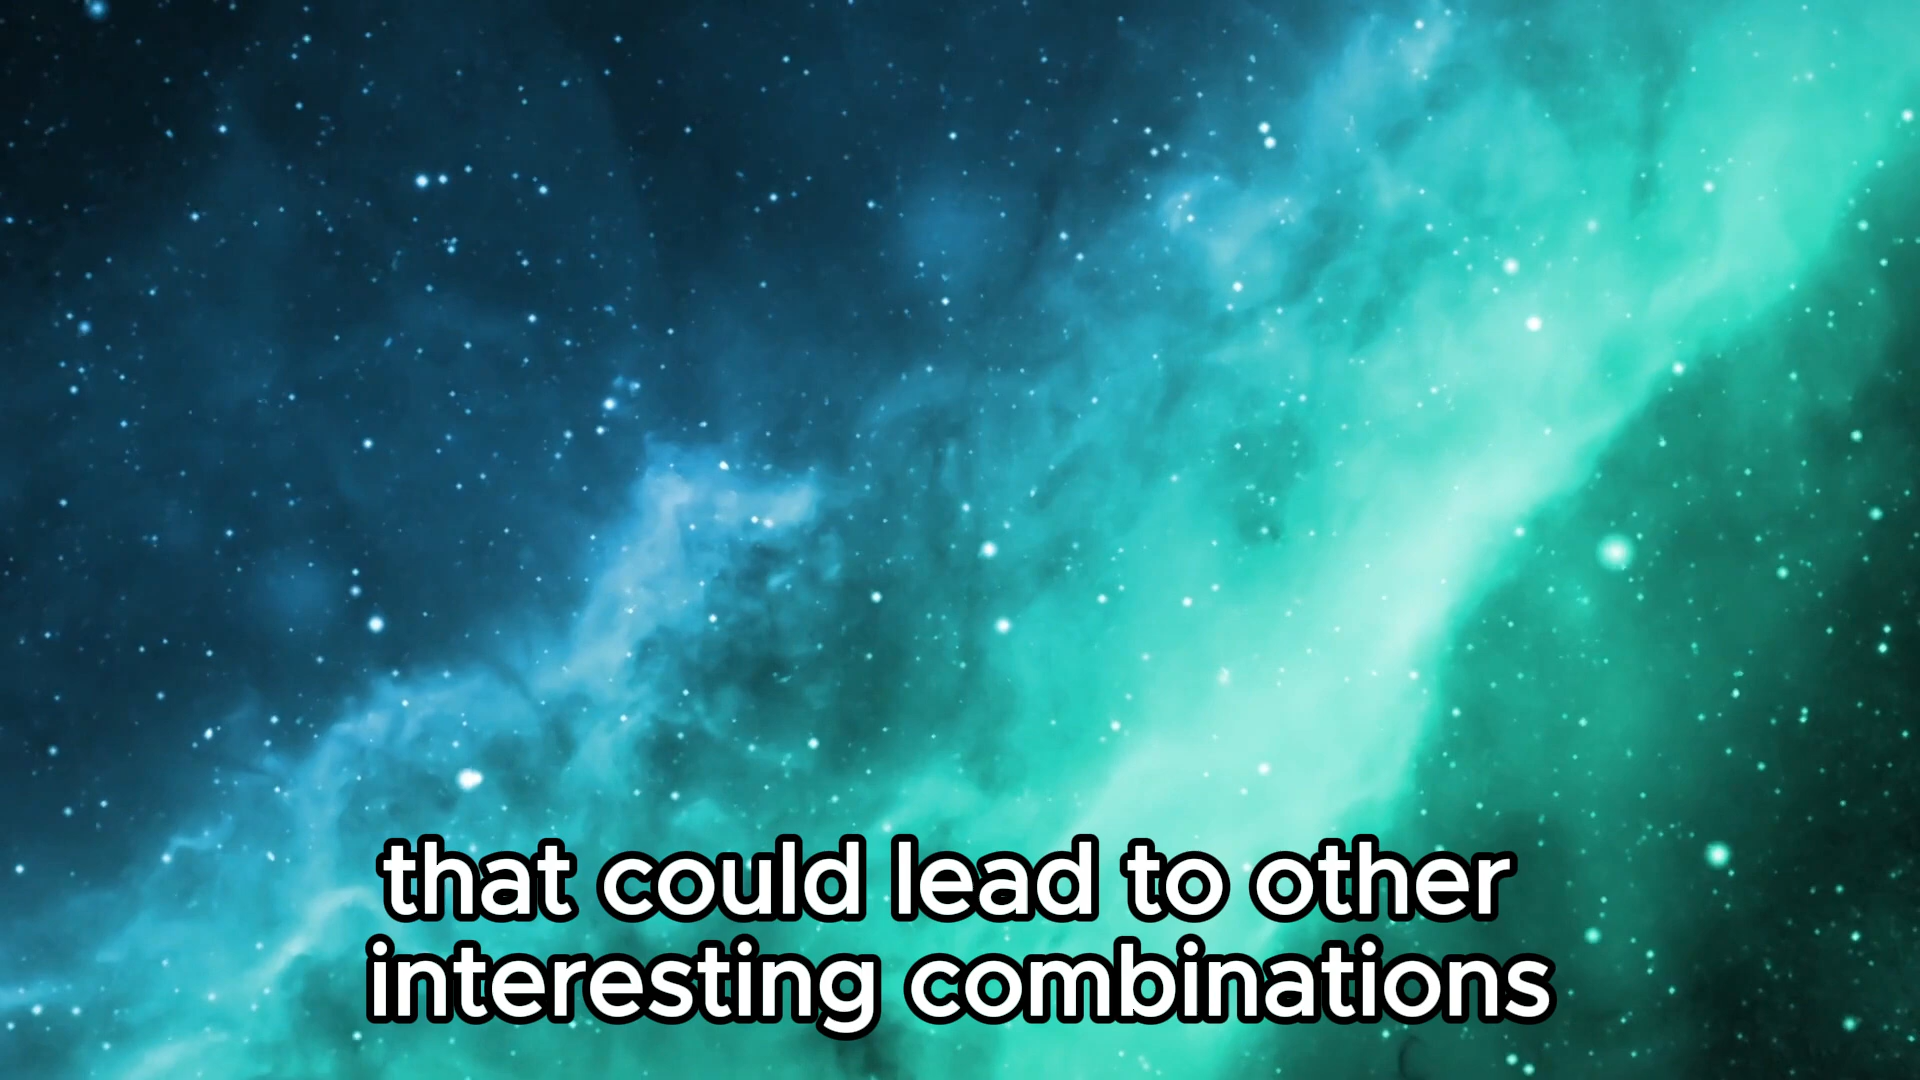 that could lead to other
interesting combinations